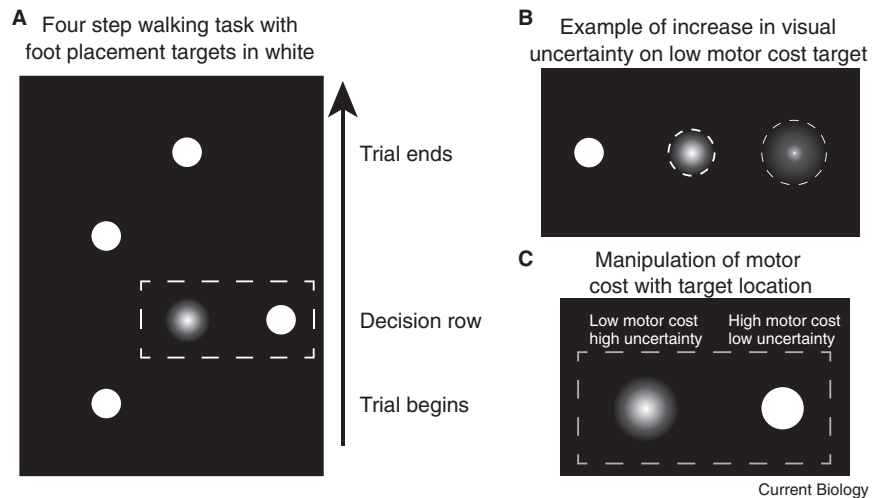 A
Four step walking task with
foot placement targets in white
Trial ends
Decision row
Trial begins
B
Example of increase in visual
uncertainty on low motor cost target
C
Manipulation of motor
cost with target location
Low motor cost
high uncertainty
High motor cost
low uncertainty
Current Biology